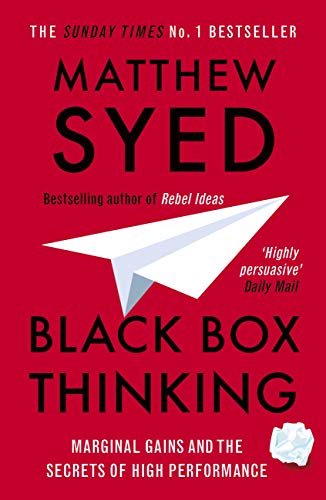 THE SUNDAY TIMES No. 1 BESTSELLER
MATTHEW
SYED
Bestselling author of Rebel Ideas
‘Highly
persuasive’
Daily Mail
BLACK BOX
THINKING
MARGINAL GAINS AND THE
SECRETS OF HIGH PERFORMANCE